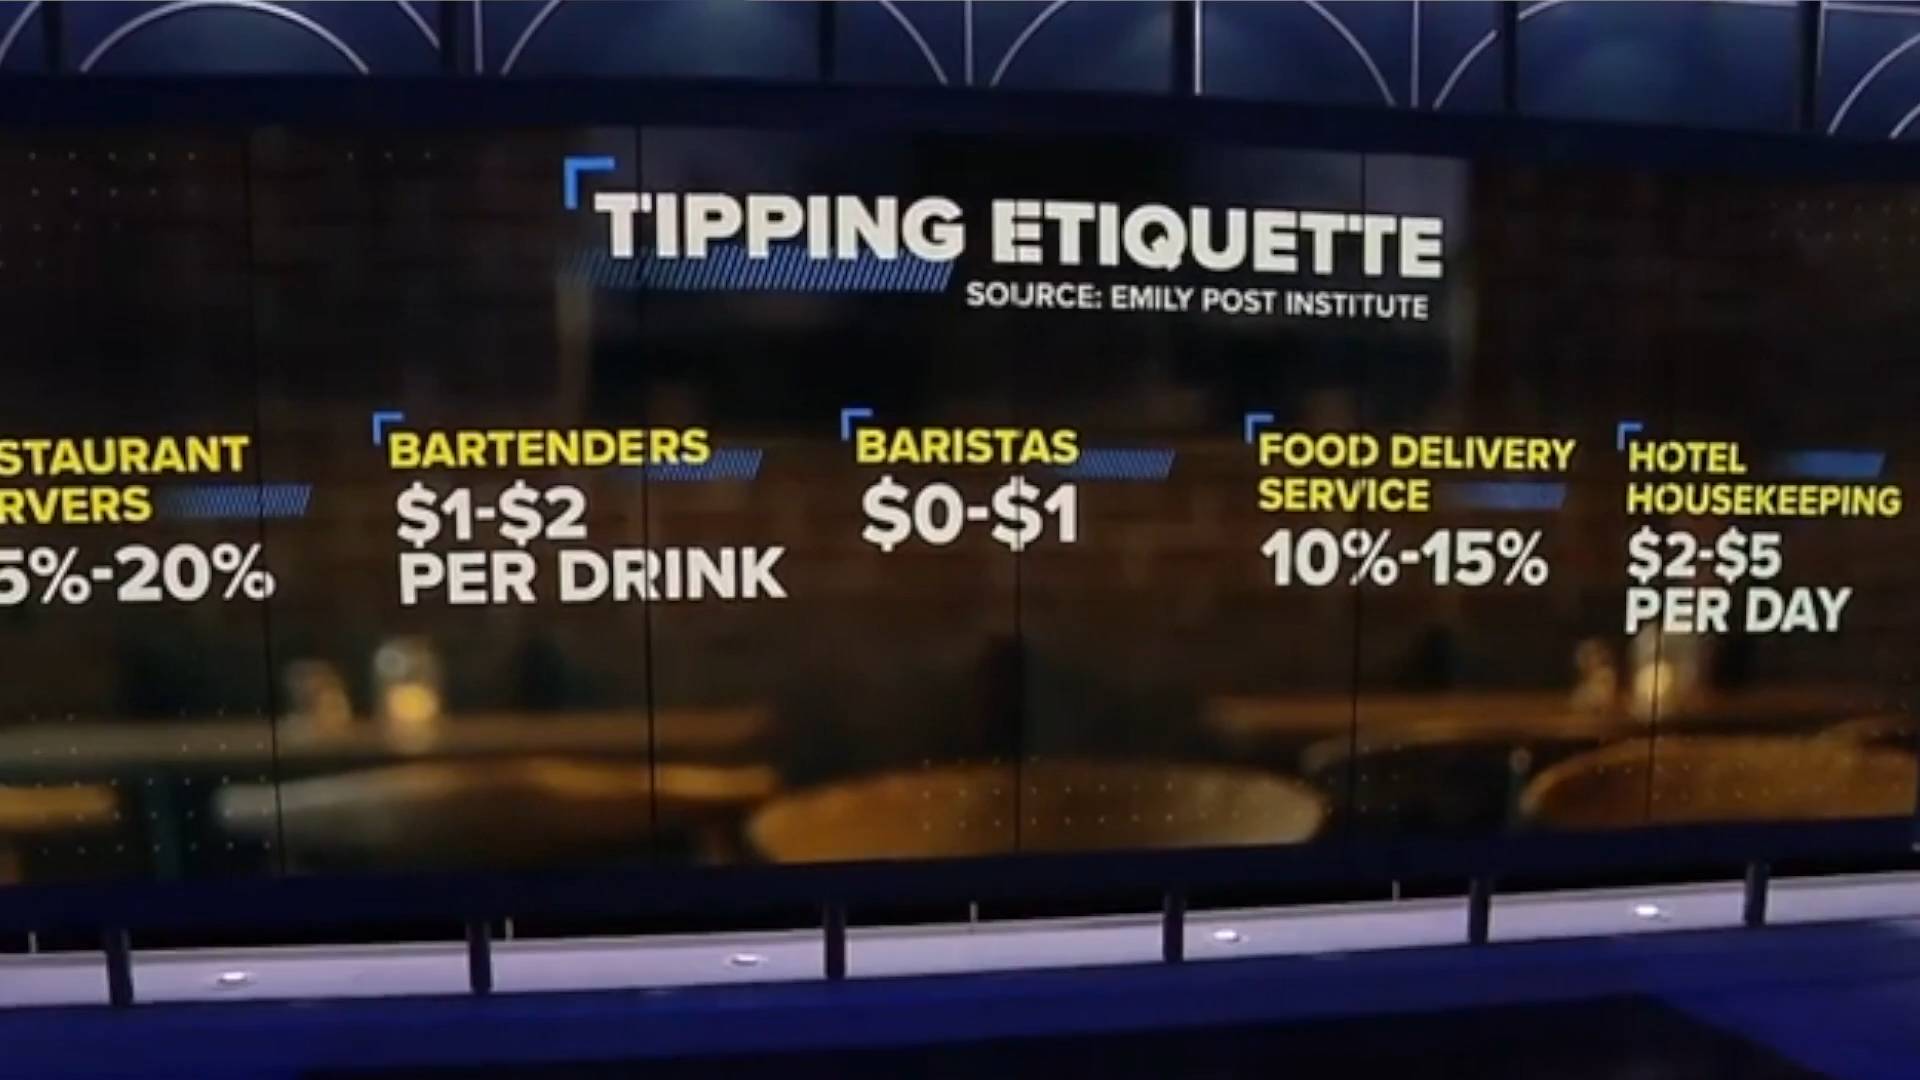 TIPPING ETIQUETTE
SOURCE: EMILY POST INSTITUTE
STAURANT
RVERS
5%-20%
BARTENDERS
$1-$2
PER DRINK
BARISTAS
$0-$1
FOOD DELIVERY
SERVICE
10%-15%
HOTEL
HOUSEKEEPING
$2-$5
PER DAY